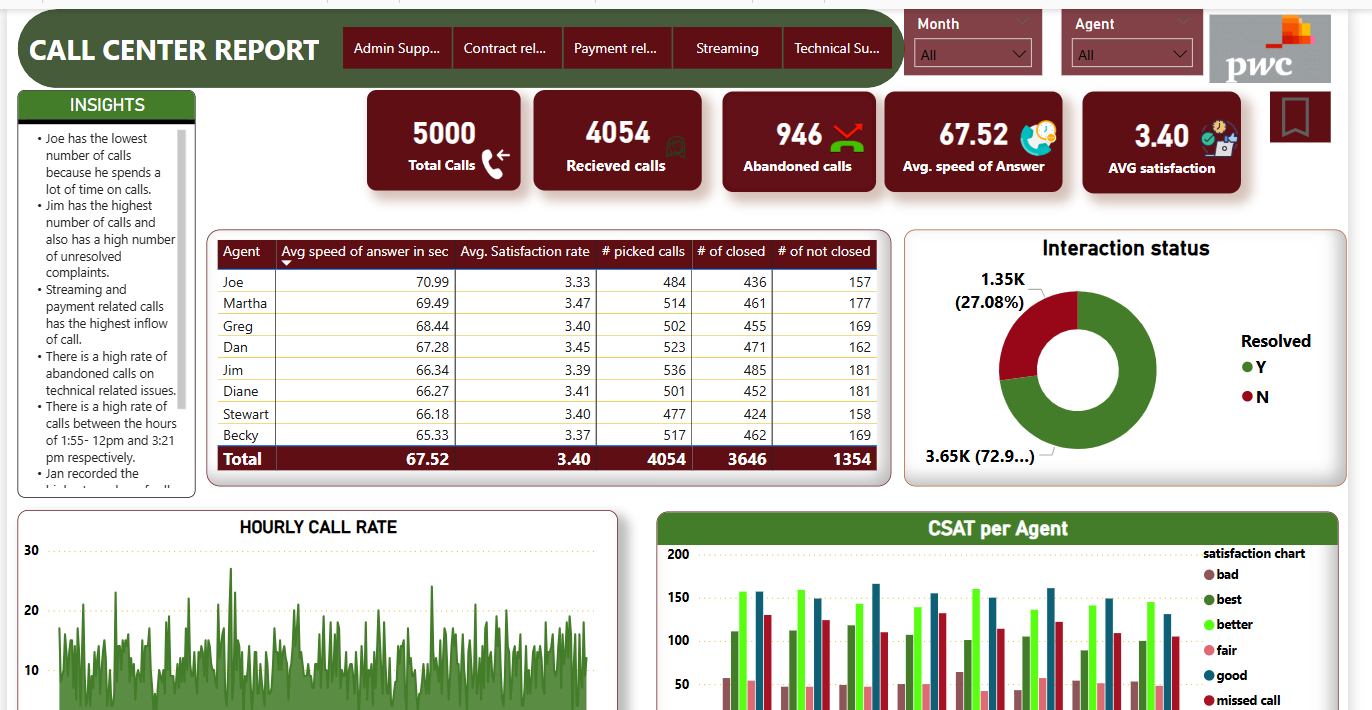 CALL CENTER REPORT
Admin Supp...
Contract rel...
Payment rel...
Streaming
Technical Su...
Month
All
Agent
All
pwc
INSIGHTS
• Joe has the lowest
number of calls
because he spends a
lot of time on calls.
• Jim has the highest
number of calls and
also has a high number
of unresolved
complaints.
• Streaming and
payment related calls
has the highest inflow
of call.
• There is a high rate of
abandoned calls on
technical related issues.
• There is a high rate of
calls between the hours
of 1:55- 12pm and 3:21
pm respectively.
• Jan recorded the
5000
Total Calls
4054
Recieved calls
946
Abandoned calls
67.52
Avg. speed of Answer
3.40
AVG satisfaction
Agent Avg speed of answer in sec Avg. Satisfaction rate # picked calls # of closed # of not closed
Joe 70.99 3.33 484 436 157
Martha 69.49 3.47 514 461 177
Greg 68.44 3.40 502 455 169
Dan 67.28 3.45 523 471 162
Jim 66.34 3.39 536 485 181
Diane 66.27 3.41 501 452 181
Stewart 66.18 3.40 477 424 158
Becky 65.33 3.37 517 462 169
Total 67.52 3.40 4054 3646 1354
Interaction status
1.35K
(27.08%)
3.65K (72.9...)
Resolved
Y
N
HOURLY CALL RATE
30
20
10
CSAT per Agent
200
150
100
50
satisfaction chart
bad
best
better
fair
good
missed call